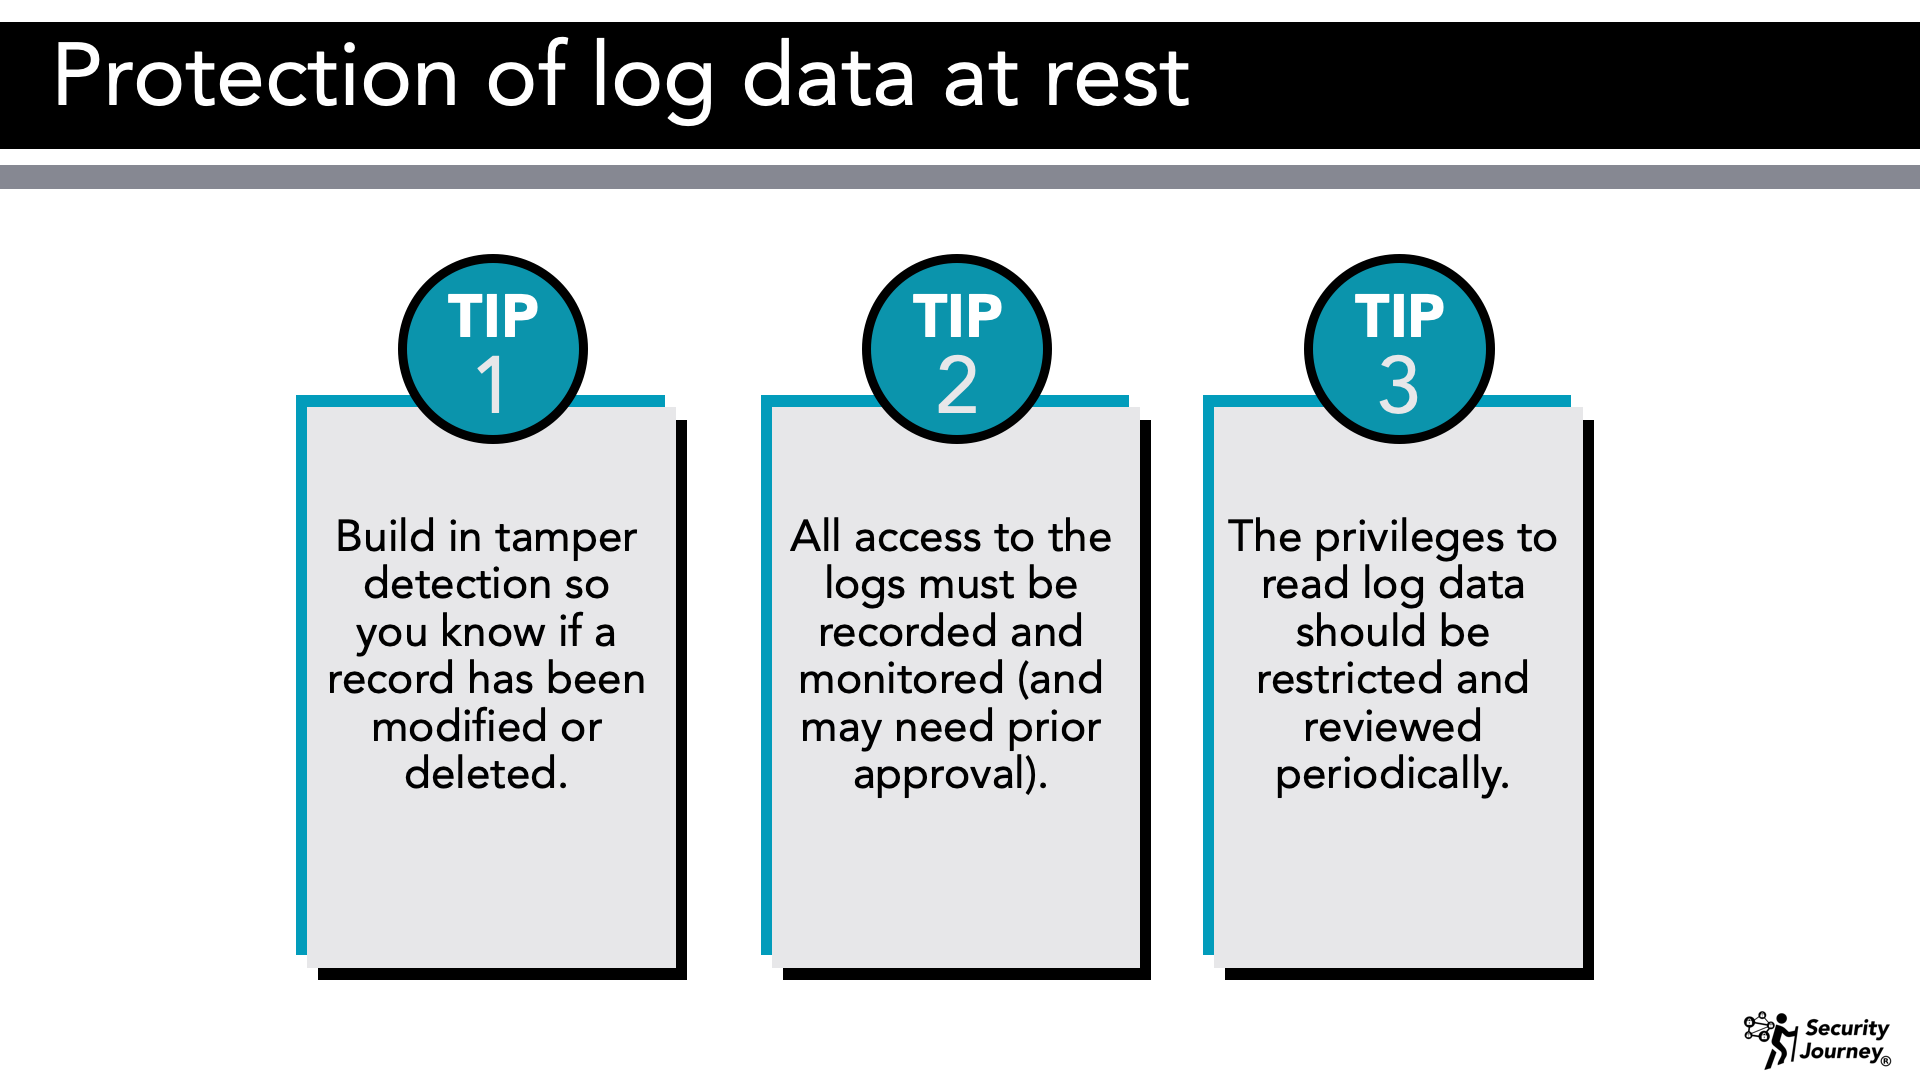 Protection of log data at rest
TIP
1
Build in tamper
detection so
you know if a
record has been
modified or
deleted.
TIP
2
All access to the
logs must be
recorded and
monitored (and
may need prior
approval).
TIP
3
The privileges to
read log data
should be
restricted and
reviewed
periodically.
Security
Journey®